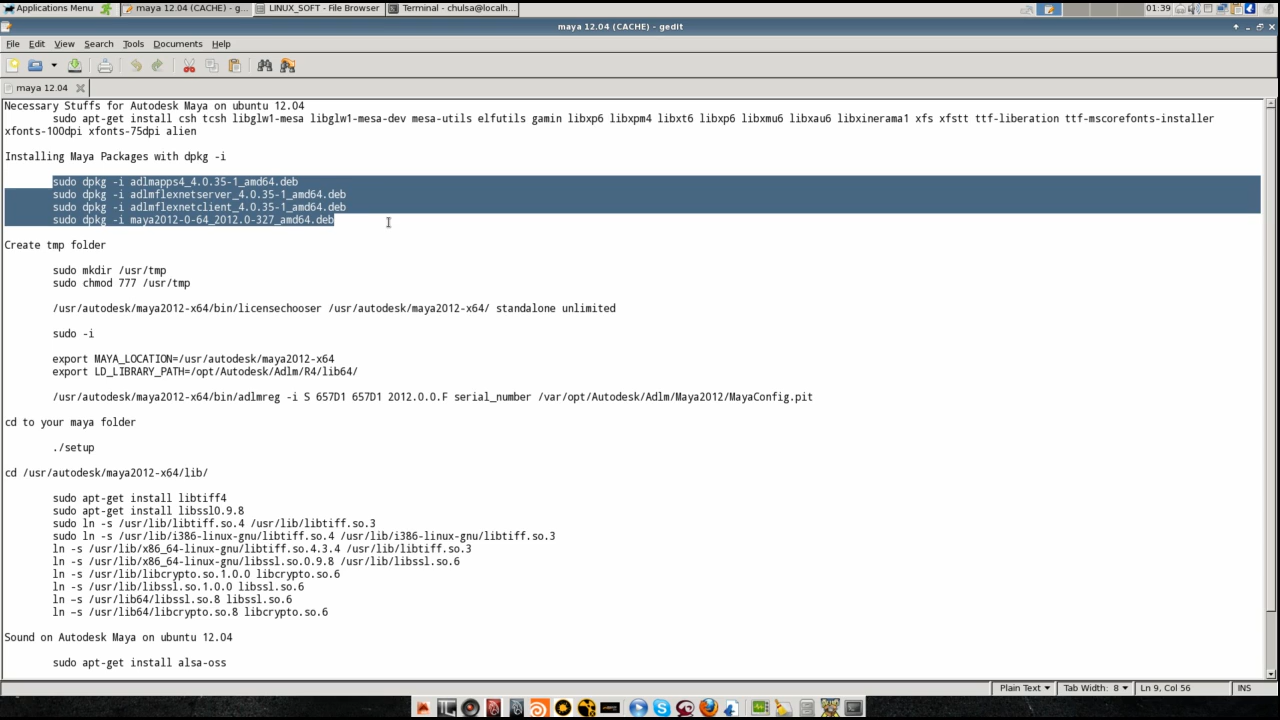 Applications Menu
maya 12.04 (CACHE) - g...
LINUX_SOFT - File Browser
Terminal - chulsa@localh...
01:39
maya 12.04 (CACHE) - gedit
File Edit View Search Tools Documents Help
maya 12.04
Necessary Stuffs for Autodesk Maya on ubuntu 12.04
sudo apt-get install csh tcsh libglw1-mesa libglw1-mesa-dev mesa-utils elfutils gamin libxp6 libxpm4 libxt6 libxp6 libxmu6 libxau6 libxinerama1 xfs xfstt ttf-liberation ttf-mscorefonts-installer
xfonts-100dpi xfonts-75dpi alien
Installing Maya Packages with dpkg -i
sudo dpkg -i adlmapps4_4.0.35-1_amd64.deb
sudo dpkg -i adlmflexnetserver_4.0.35-1_amd64.deb
sudo dpkg -i adlmflexnetclient_4.0.35-1_amd64.deb
sudo dpkg -i maya2012-0-64_2012.0-327_amd64.deb
Create tmp folder
sudo mkdir /usr/tmp
sudo chmod 777 /usr/tmp
/usr/autodesk/maya2012-x64/bin/licensechooser /usr/autodesk/maya2012-x64/ standalone unlimited
sudo -i
export MAYA_LOCATION=/usr/autodesk/maya2012-x64
export LD_LIBRARY_PATH=/opt/Autodesk/Adlm/R4/lib64/
/usr/autodesk/maya2012-x64/bin/adlmreg -i S 657D1 657D1 2012.0.0.F serial_number /var/opt/Autodesk/Adlm/Maya2012/MayaConfig.pit
cd to your maya folder
./setup
cd /usr/autodesk/maya2012-x64/lib/
sudo apt-get install libtiff4
sudo apt-get install libssl0.9.8
sudo ln -s /usr/lib/libtiff.so.4 /usr/lib/libtiff.so.3
sudo ln -s /usr/lib/i386-linux-gnu/libtiff.so.4 /usr/lib/i386-linux-gnu/libtiff.so.3
ln -s /usr/lib/x86_64-linux-gnu/libtiff.so.4.3.4 /usr/lib/libtiff.so.3
ln -s /usr/lib/x86_64-linux-gnu/libssl.so.0.9.8 /usr/lib/libssl.so.6
ln -s /usr/lib/libcrypto.so.1.0.0 libcrypto.so.6
ln -s /usr/lib/libssl.so.1.0.0 libssl.so.6
ln –s /usr/lib64/libssl.so.8 libssl.so.6
ln –s /usr/lib64/libcrypto.so.8 libcrypto.so.6
Sound on Autodesk Maya on ubuntu 12.04
sudo apt-get install alsa-oss
Plain Text Tab Width: 8 Ln 9, Col 56 INS